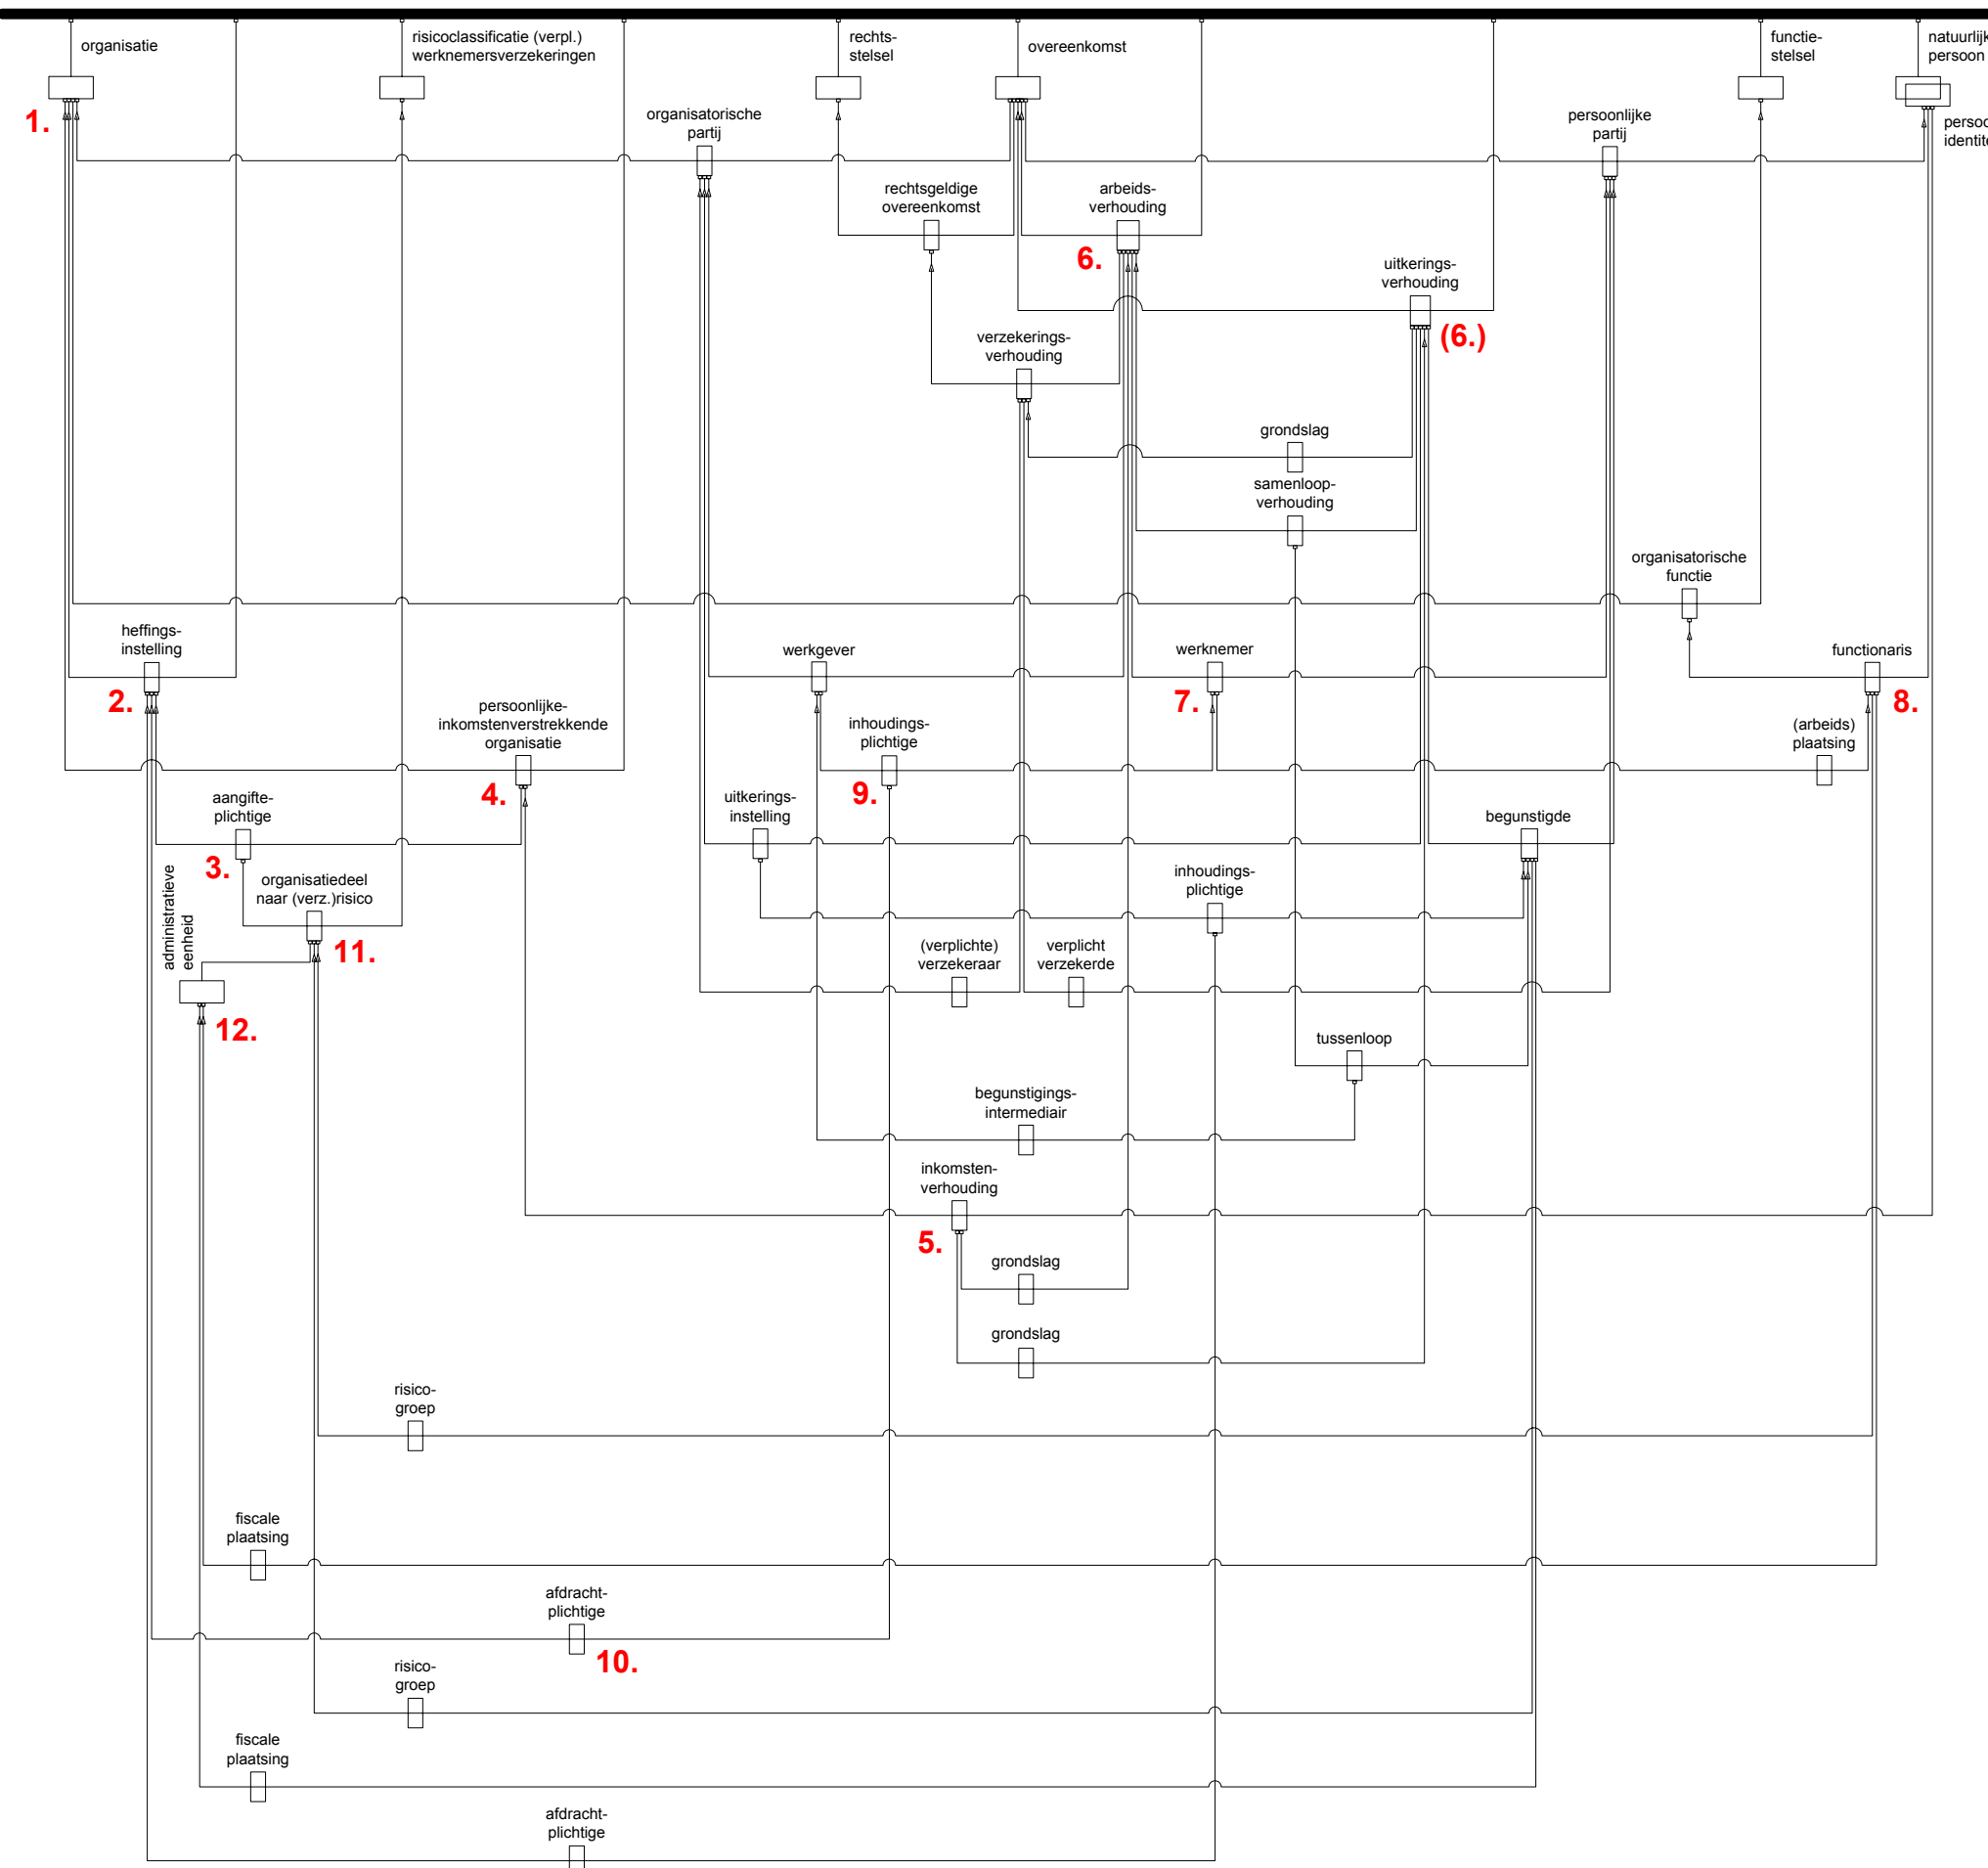 organisatie
risicoclassificatie (verpl.)
werknemersverzekeringen
rechts-
stelsel
overeenkomst
functie-
stelsel
natuurlijk
persoon
1.
organisatorische
partij
persoonlijke
partij
rechtsgeldige
overeenkomst
arbeids-
verhouding
6.
uitkerings-
verhouding
(6.)
verzekerings-
verhouding
grondslag
samenloop-
verhouding
organisatorische
functie
heffings-
instelling
2.
werkgever
werknemer
7.
functionaris
8.
persoonlijke-
inkomstenverstrekkende
organisatie
4.
inhoudings-
plichtige
9.
(arbeids)
plaatsing
aangifte-
plichtige
3.
uitkerings-
instelling
begunstigde
administratieve
eenheid
organisatiedeel
naar (verz.)risico
11.
inhoudings-
plichtige
(verplichte)
verzekeraar
verplicht
verzekerde
12.
tussenloop
begunstigings-
intermediair
inkomsten-
verhouding
5.
grondslag
grondslag
risico-
groep
fiscale
plaatsing
afdracht-
plichtige
10.
risico-
groep
fiscale
plaatsing
afdracht-
plichtige